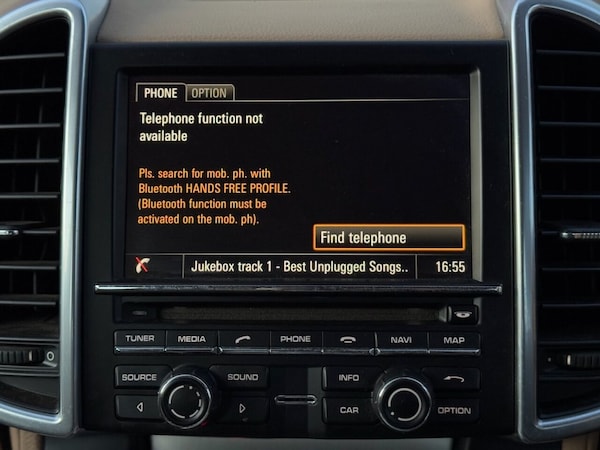 PHONE OPTION
Telephone function not
available
Pls. search for mob. ph. with
Bluetooth HANDS FREE PROFILE.
(Bluetooth function must be
activated on the mob. ph).
Find telephone
Jukebox track 1 - Best Unplugged Songs.. 16:55
TUNER MEDIA PHONE NAVI MAP
SOURCE SOUND INFO
CAR OPTION
0